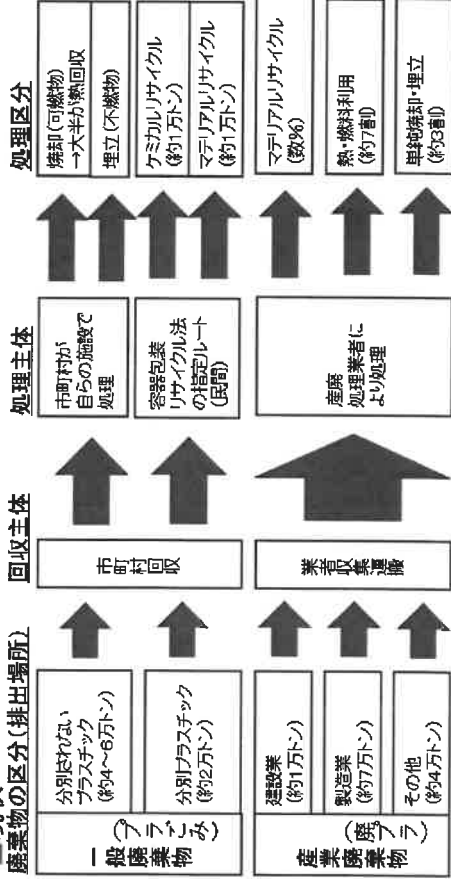 廃棄物の区分(排出場所)
回収主体
処理主体
処理区分
一般廃棄物
(プラごみ)
分別されない
プラスチック
(約4~6万トン)
分別プラスチック
(約2万トン)
市町村回収
市町村が
自らの施設で
処理
容器包装
リサイクル法
の指定ルート
(民間)
焼却(可燃物)
→大半が熱回収
埋立(不燃物)
ケミカルリサイクル
(約1万トン)
マテリアルリサイクル
(約1万トン)
産業廃棄物
(廃プラ)
建設業
(約1万トン)
製造業
(約7万トン)
その他
(約4万トン)
業者収集運搬
産廃
処理業者に
より処理
マテリアルリサイクル
(数%)
熱・燃料利用
(約7割)
単純焼却・埋立
(約3割)